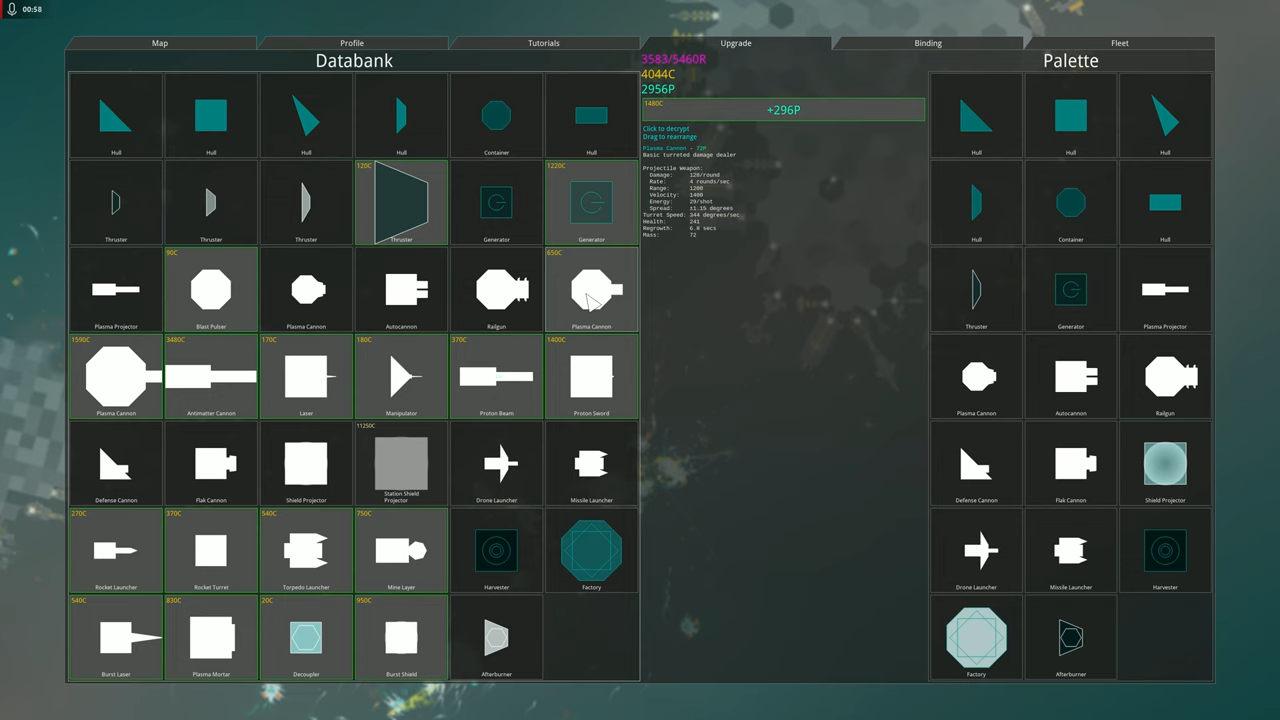 00:58
Map Profile Tutorials Upgrade Binding Fleet
Databank
Hull Hull Hull Hull Container Hull
120C 1220C
Thruster Thruster Thruster Thruster Generator Generator
90C 650C
Plasma Projector Blast Pulser Plasma Cannon Autocannon Railgun Plasma Cannon
1590C 3480C 170C 180C 370C 1400C
Plasma Cannon Antimatter Cannon Laser Manipulator Proton Beam Proton Sword
11250C
Defense Cannon Flak Cannon Shield Projector Station Shield Projector Drone Launcher Missile Launcher
270C 370C 540C 750C
Rocket Launcher Rocket Turret Torpedo Launcher Mine Layer Harvester Factory
540C 830C 20C 950C
Burst Laser Plasma Mortar Decoupler Burst Shield Afterburner
3583/5460R
4044C
2956P
1480C
+296P
Click to decrypt
Drag to rearrange
Plasma Cannon - 72P
Basic turreted damage dealer
Projectile Weapon:
Damage: 120/round
Rate: 4 rounds/sec
Range: 1200
Velocity: 1400
Energy: 29/shot
Spread: ±1.15 degrees
Turret Speed: 344 degrees/sec
Health: 241
Regrowth: 6.0 secs
Mass: 72
Palette
Hull Hull Hull
Hull Container Hull
Thruster Generator Plasma Projector
Plasma Cannon Autocannon Railgun
Defense Cannon Flak Cannon Shield Projector
Drone Launcher Missile Launcher Harvester
Factory Afterburner